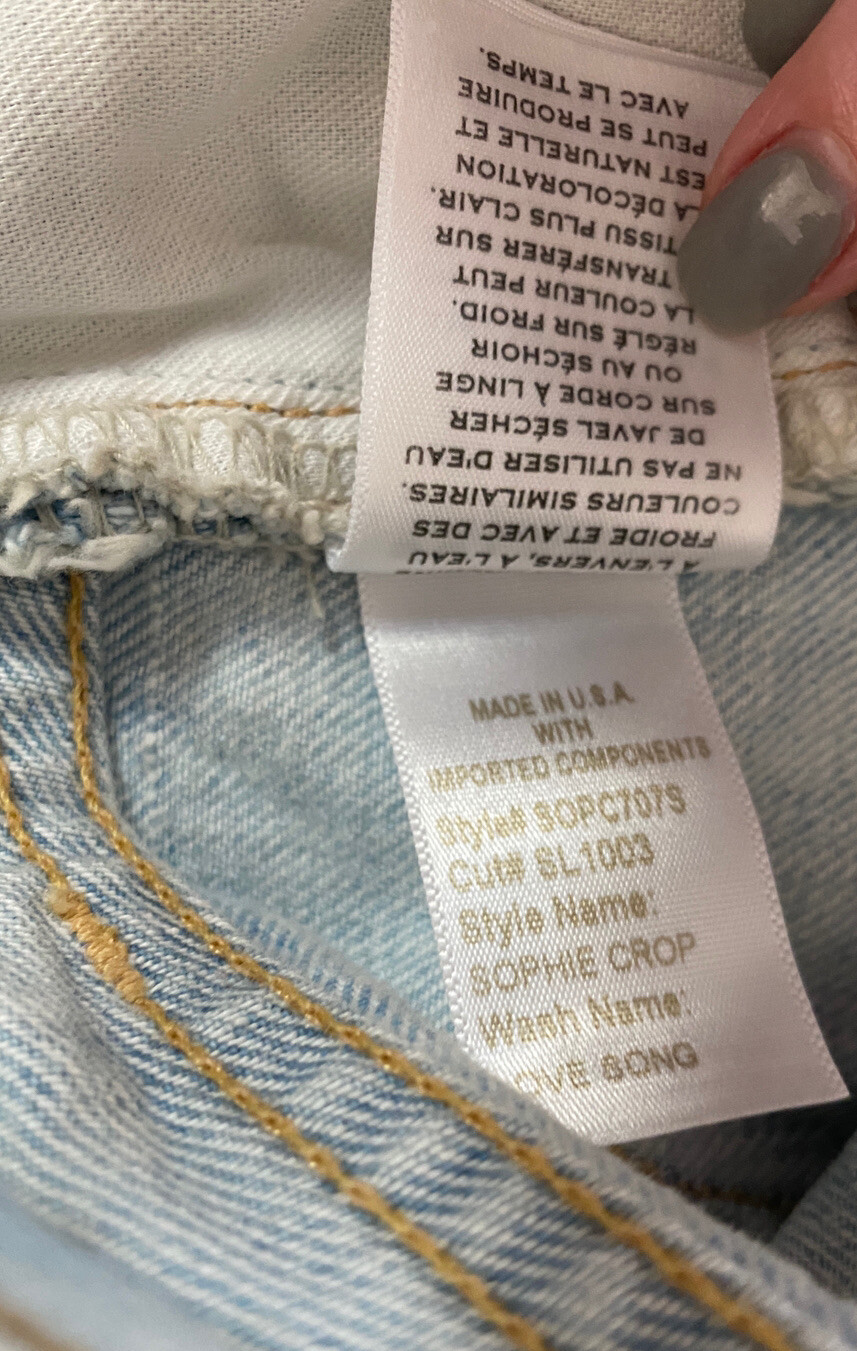 À L'ENVERS, À L'EAU
FROIDE ET AVEC DES
COULEURS SIMILAIRES.
NE PAS UTILISER D'EAU
DE JAVEL SÉCHER
SUR CORDE À LINGE
OU AU SÉCHOIR
RÉGLÉ SUR FROID.
LA COULEUR PEUT
TRANSFÉRER SUR
TISSU PLUS CLAIR.
LA DÉCOLORATION
EST NATURELLE ET
PEUT SE PRODUIRE
AVEC LE TEMPS.
MADE IN U.S.A.
WITH
IMPORTED COMPONENTS
Style# SOPC707S
Cut# SL1003
Style Name:
SOPHIE CROP
Wash Name:
OVE SONG